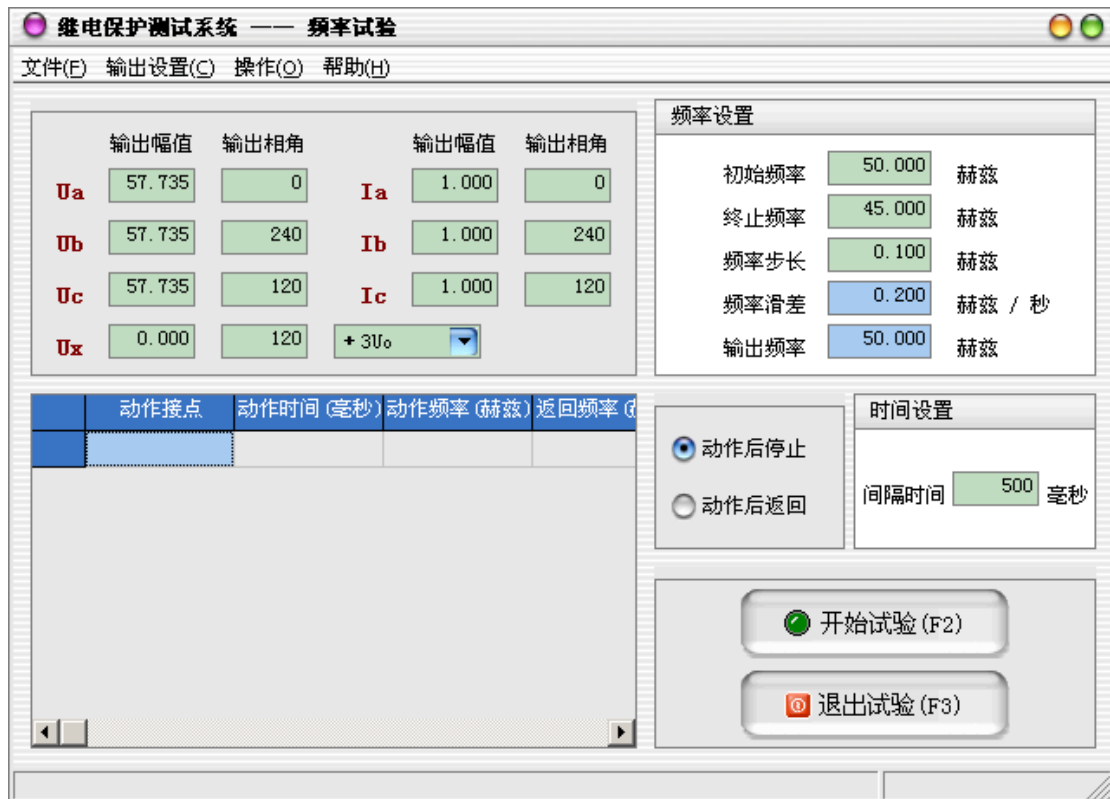 继电保护测试系统 —— 频率试验
文件(F) 输出设置(C) 操作(O) 帮助(H)
输出幅值 输出相角 输出幅值 输出相角
Ua 57.735 0 Ia 1.000 0
Ub 57.735 240 Ib 1.000 240
Uc 57.735 120 Ic 1.000 120
Ux 0.000 120 + 3Uo
频率设置
初始频率 50.000 赫兹
终止频率 45.000 赫兹
频率步长 0.100 赫兹
频率滑差 0.200 赫兹 / 秒
输出频率 50.000 赫兹
动作接点 动作时间(毫秒) 动作频率(赫兹) 返回频率(
动作后停止
动作后返回
时间设置
间隔时间 500 毫秒
开始试验(F2)
退出试验(F3)